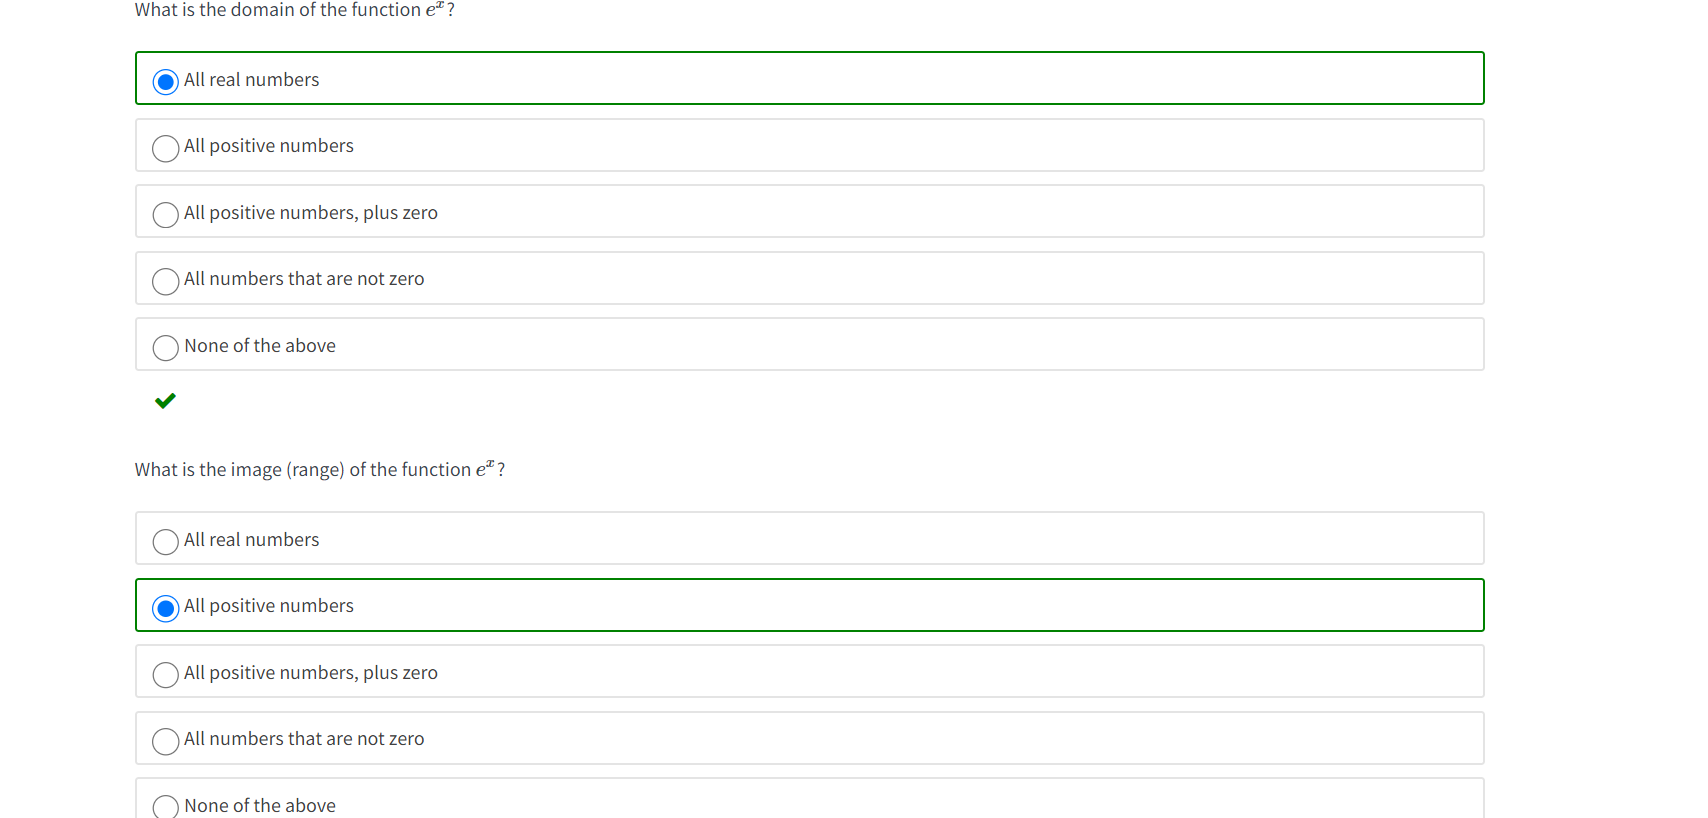 What is the domain of the function eˣ?
All real numbers
All positive numbers
All positive numbers, plus zero
All numbers that are not zero
None of the above
What is the image (range) of the function eˣ?
All real numbers
All positive numbers
All positive numbers, plus zero
All numbers that are not zero
None of the above